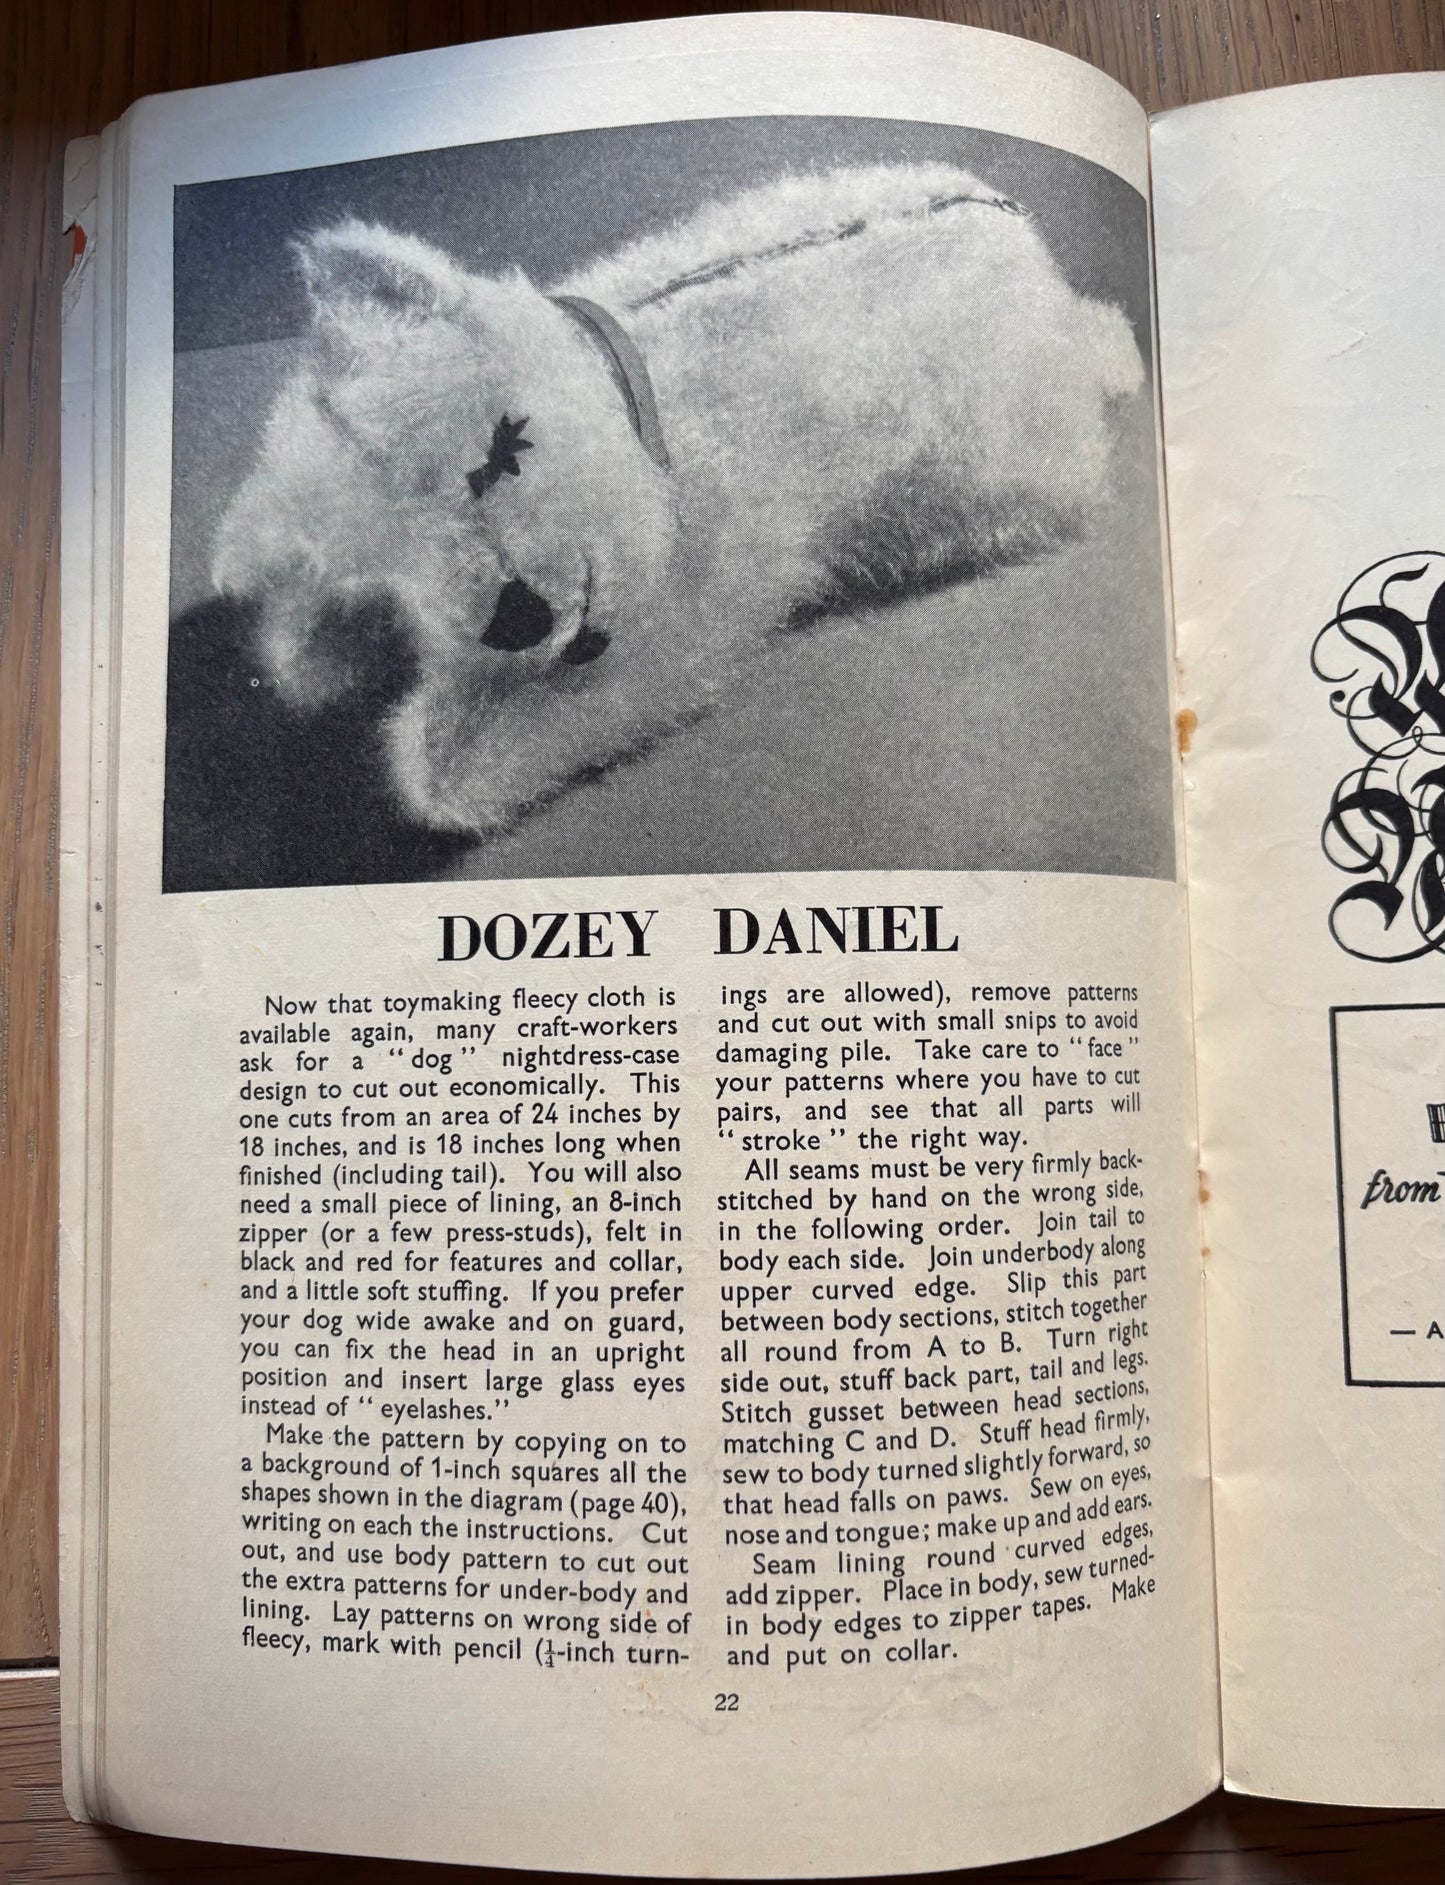 DOZEY DANIEL
Now that toymaking fleecy cloth is
available again, many craft-workers
ask for a “dog” nightdress-case
design to cut out economically. This
one cuts from an area of 24 inches by
18 inches, and is 18 inches long when
finished (including tail). You will also
need a small piece of lining, an 8-inch
zipper (or a few press-studs), felt in
black and red for features and collar,
and a little soft stuffing. If you prefer
your dog wide awake and on guard,
you can fix the head in an upright
position and insert large glass eyes
instead of “eyelashes.”
Make the pattern by copying on to
a background of 1-inch squares all the
shapes shown in the diagram (page 40),
writing on each the instructions. Cut
out, and use body pattern to cut out
the extra patterns for under-body and
lining. Lay patterns on wrong side of
fleecy, mark with pencil (¼-inch turn-
ings are allowed), remove patterns
and cut out with small snips to avoid
damaging pile. Take care to “face”
your patterns where you have to cut
pairs, and see that all parts will
“stroke” the right way.
All seams must be very firmly back-
stitched by hand on the wrong side,
in the following order. Join tail to
body each side. Join underbody along
upper curved edge. Slip this part
between body sections, stitch together
all round from A to B. Turn right
side out, stuff back part, tail and legs.
Stitch gusset between head sections,
matching C and D. Stuff head firmly,
sew to body turned slightly forward, so
that head falls on paws. Sew on eyes,
nose and tongue; make up and add ears.
Seam lining round curved edges,
add zipper. Place in body, sew turned-
in body edges to zipper tapes. Make
and put on collar.
22
from
— A